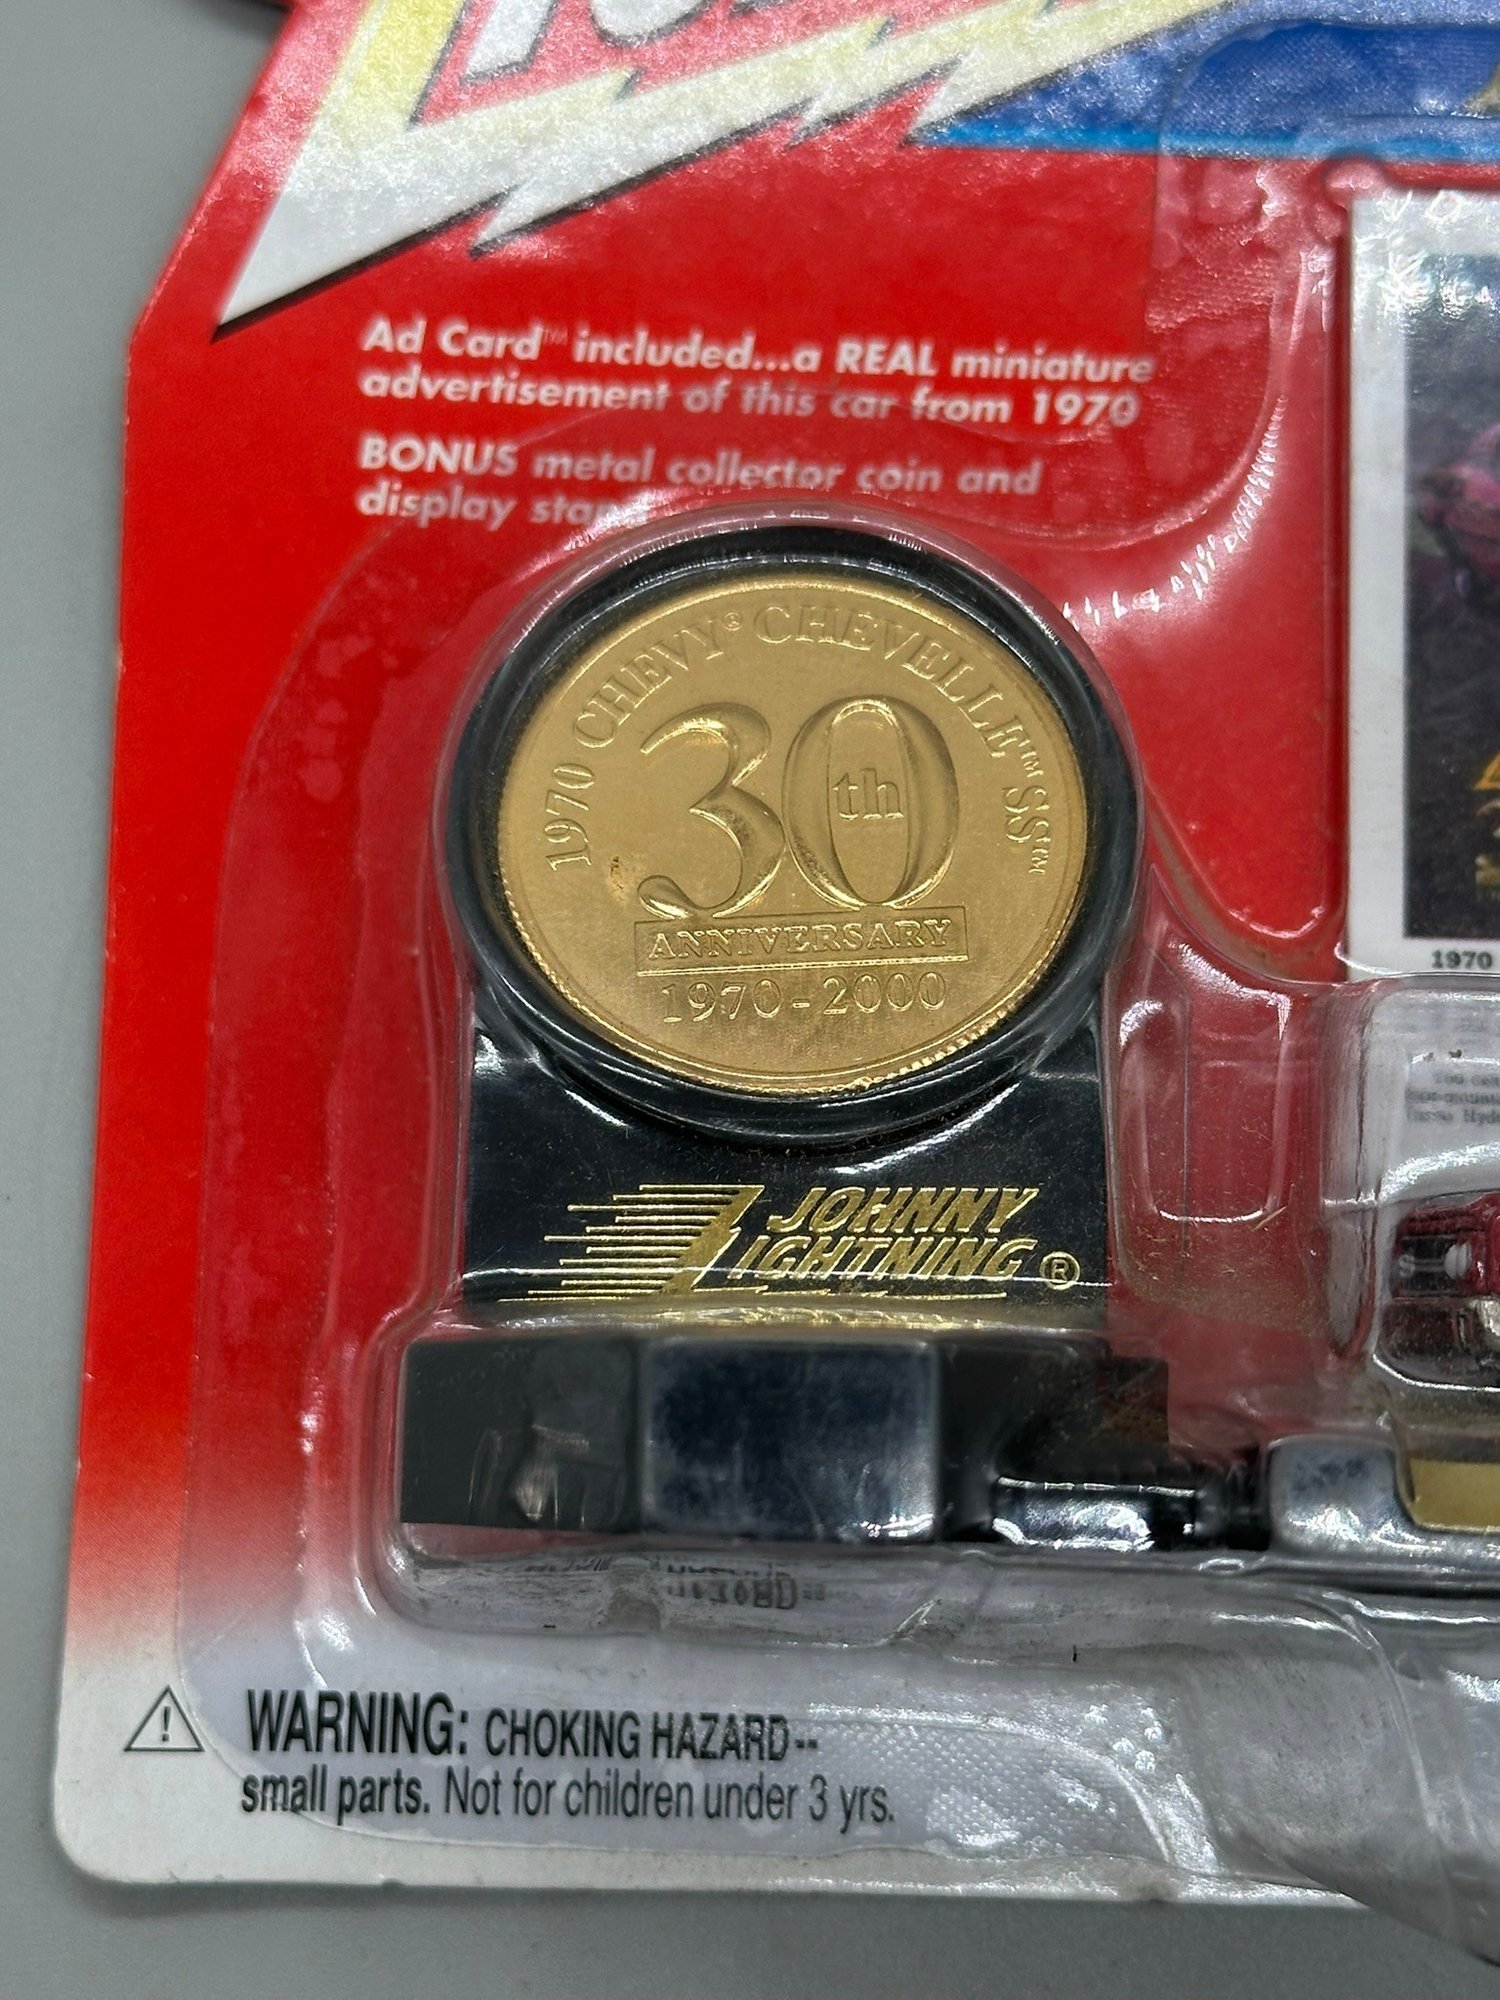 Ad Card™ included...a REAL miniature
advertisement of this car from 1970
BONUS metal collector coin and
display stand
1970 CHEVY® CHEVELLE™ SS™
30th
ANNIVERSARY
1970-2000
JOHNNY
LIGHTNING ®
1970
WARNING: CHOKING HAZARD--
small parts. Not for children under 3 yrs.